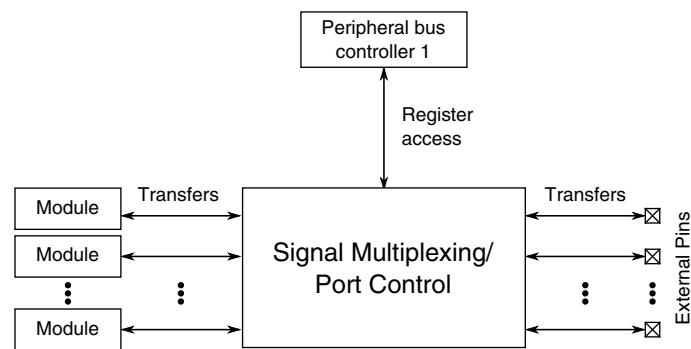 Peripheral bus
controller 1
Register
access
Transfers
Transfers
Module
Module
Module
Signal Multiplexing/
Port Control
External Pins